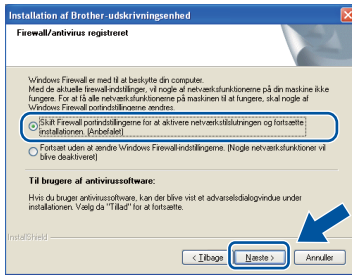 Installation af Brother-udskrivningsenhed
Firewall/antivirus registreret
Windows Firewall er med til at beskytte din computer.
Med de aktuelle firewall-indstillinger, vil nogle af netværksfunktionerne på din maskine ikke
fungere. For at få alle netværksfunktionerne på maskinen til at fungere, skal nogle af
Windows Firewall portindstillingerne ændres.
Skift Firewall portindstillingerne for at aktivere netværkstilslutningen og fortsætte
installationen. (Anbefalet)
Fortsæt uden at ændre Windows Firewall-indstillingerne. (Nogle netværksfunktioner vil
blive deaktiveret)
Til brugere af antivirussoftware:
Hvis du bruger antivirussoftware, kan der blive vist et advarselsdialogvindue under
installationen. Vælg da "Tillad" for at fortsætte.
InstallShield
< Tilbage Næste > Annuller